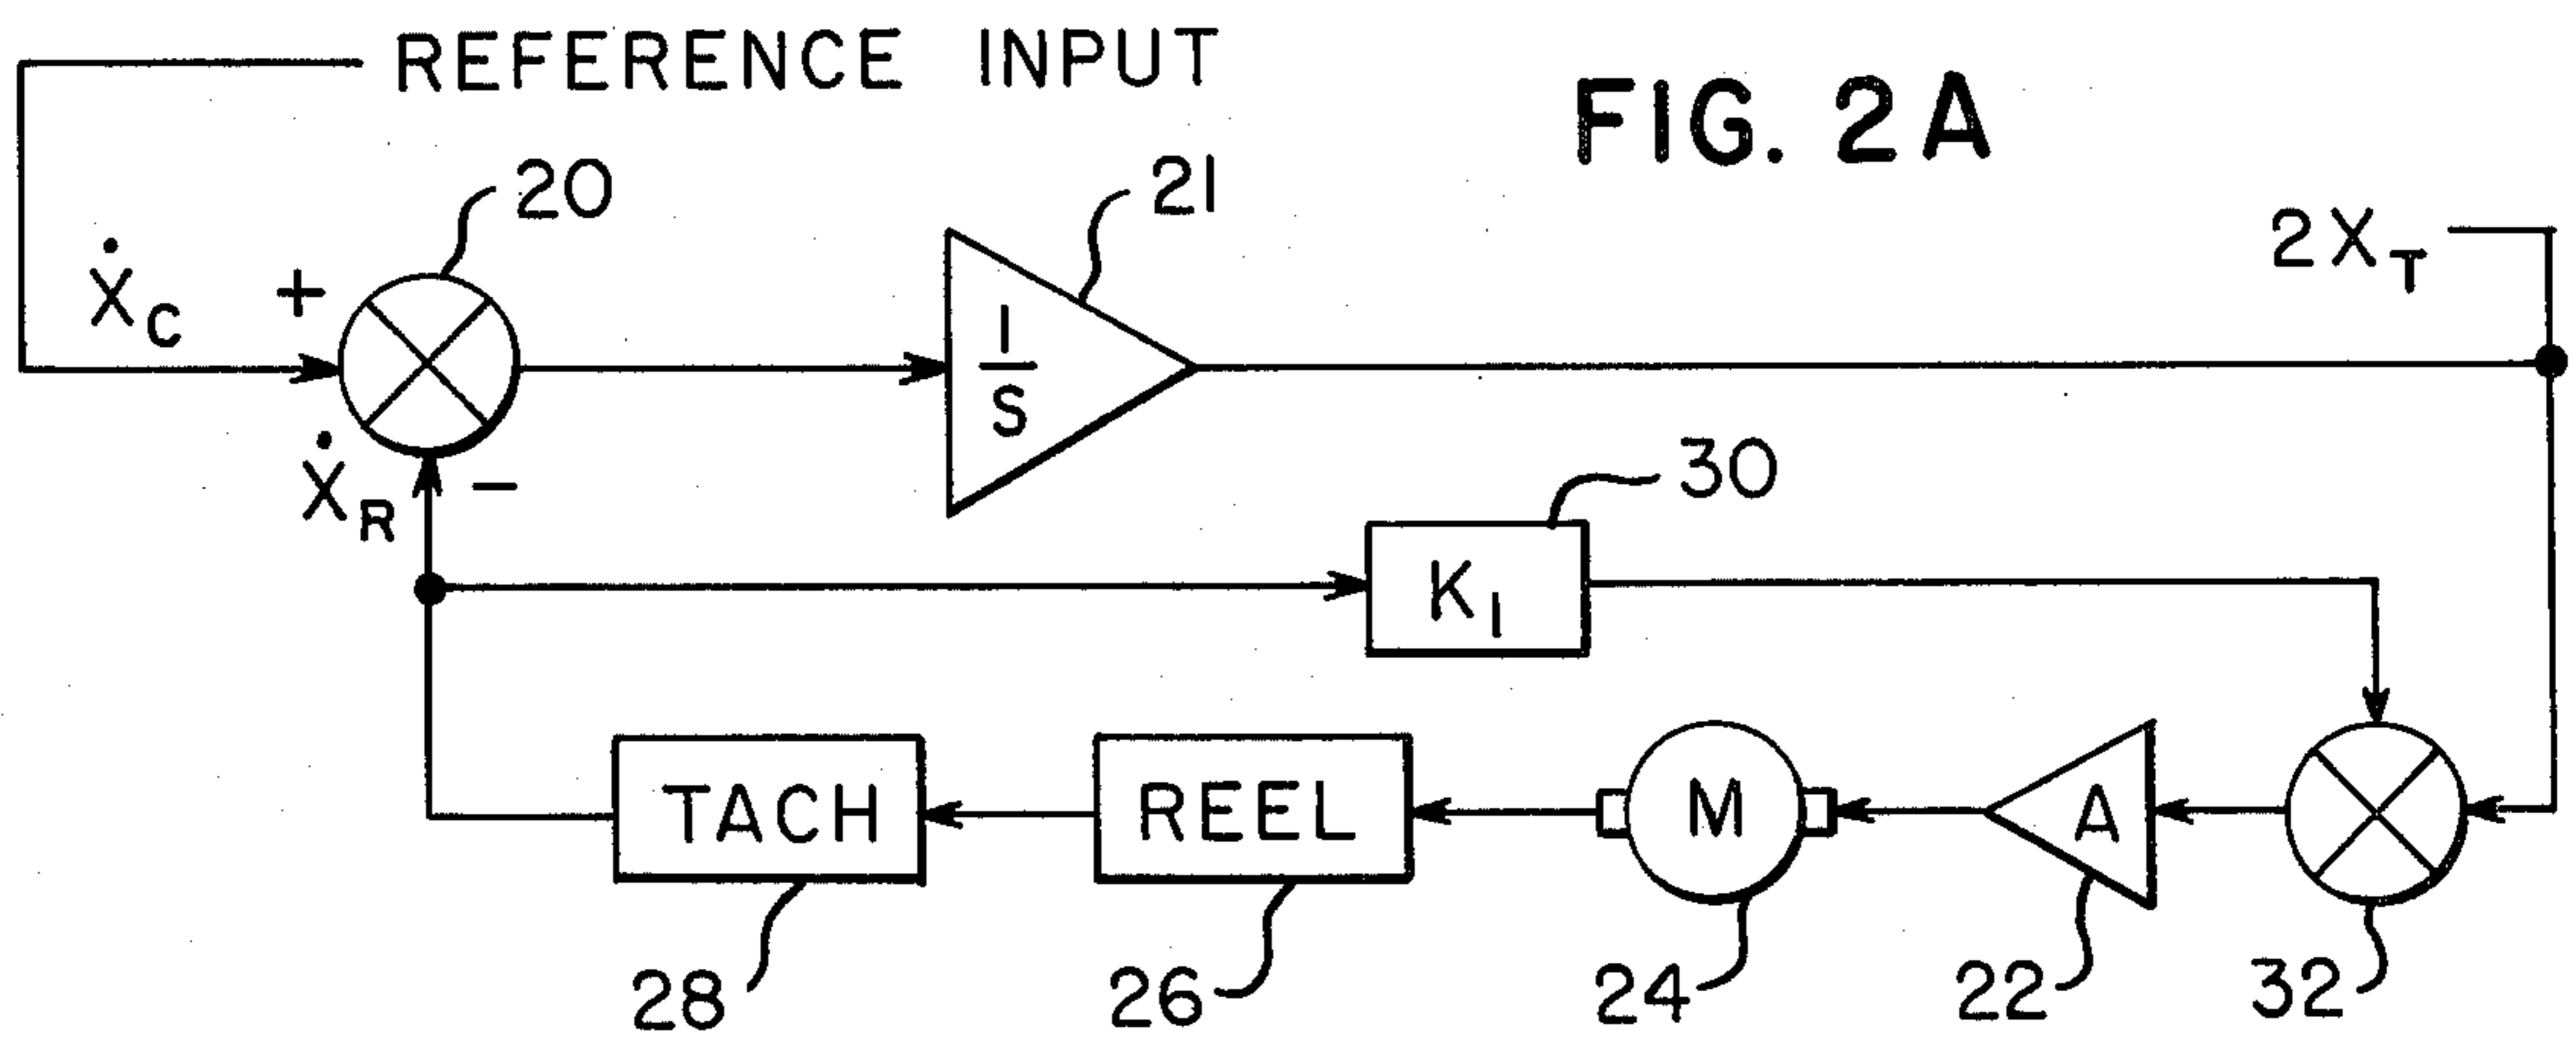 REFERENCE INPUT
FIG. 2A
20
21
2X_T
Ẋ_C
+
1/S
Ẋ_R
−
30
K_1
TACH
REEL
M
A
28
26
24
22
32